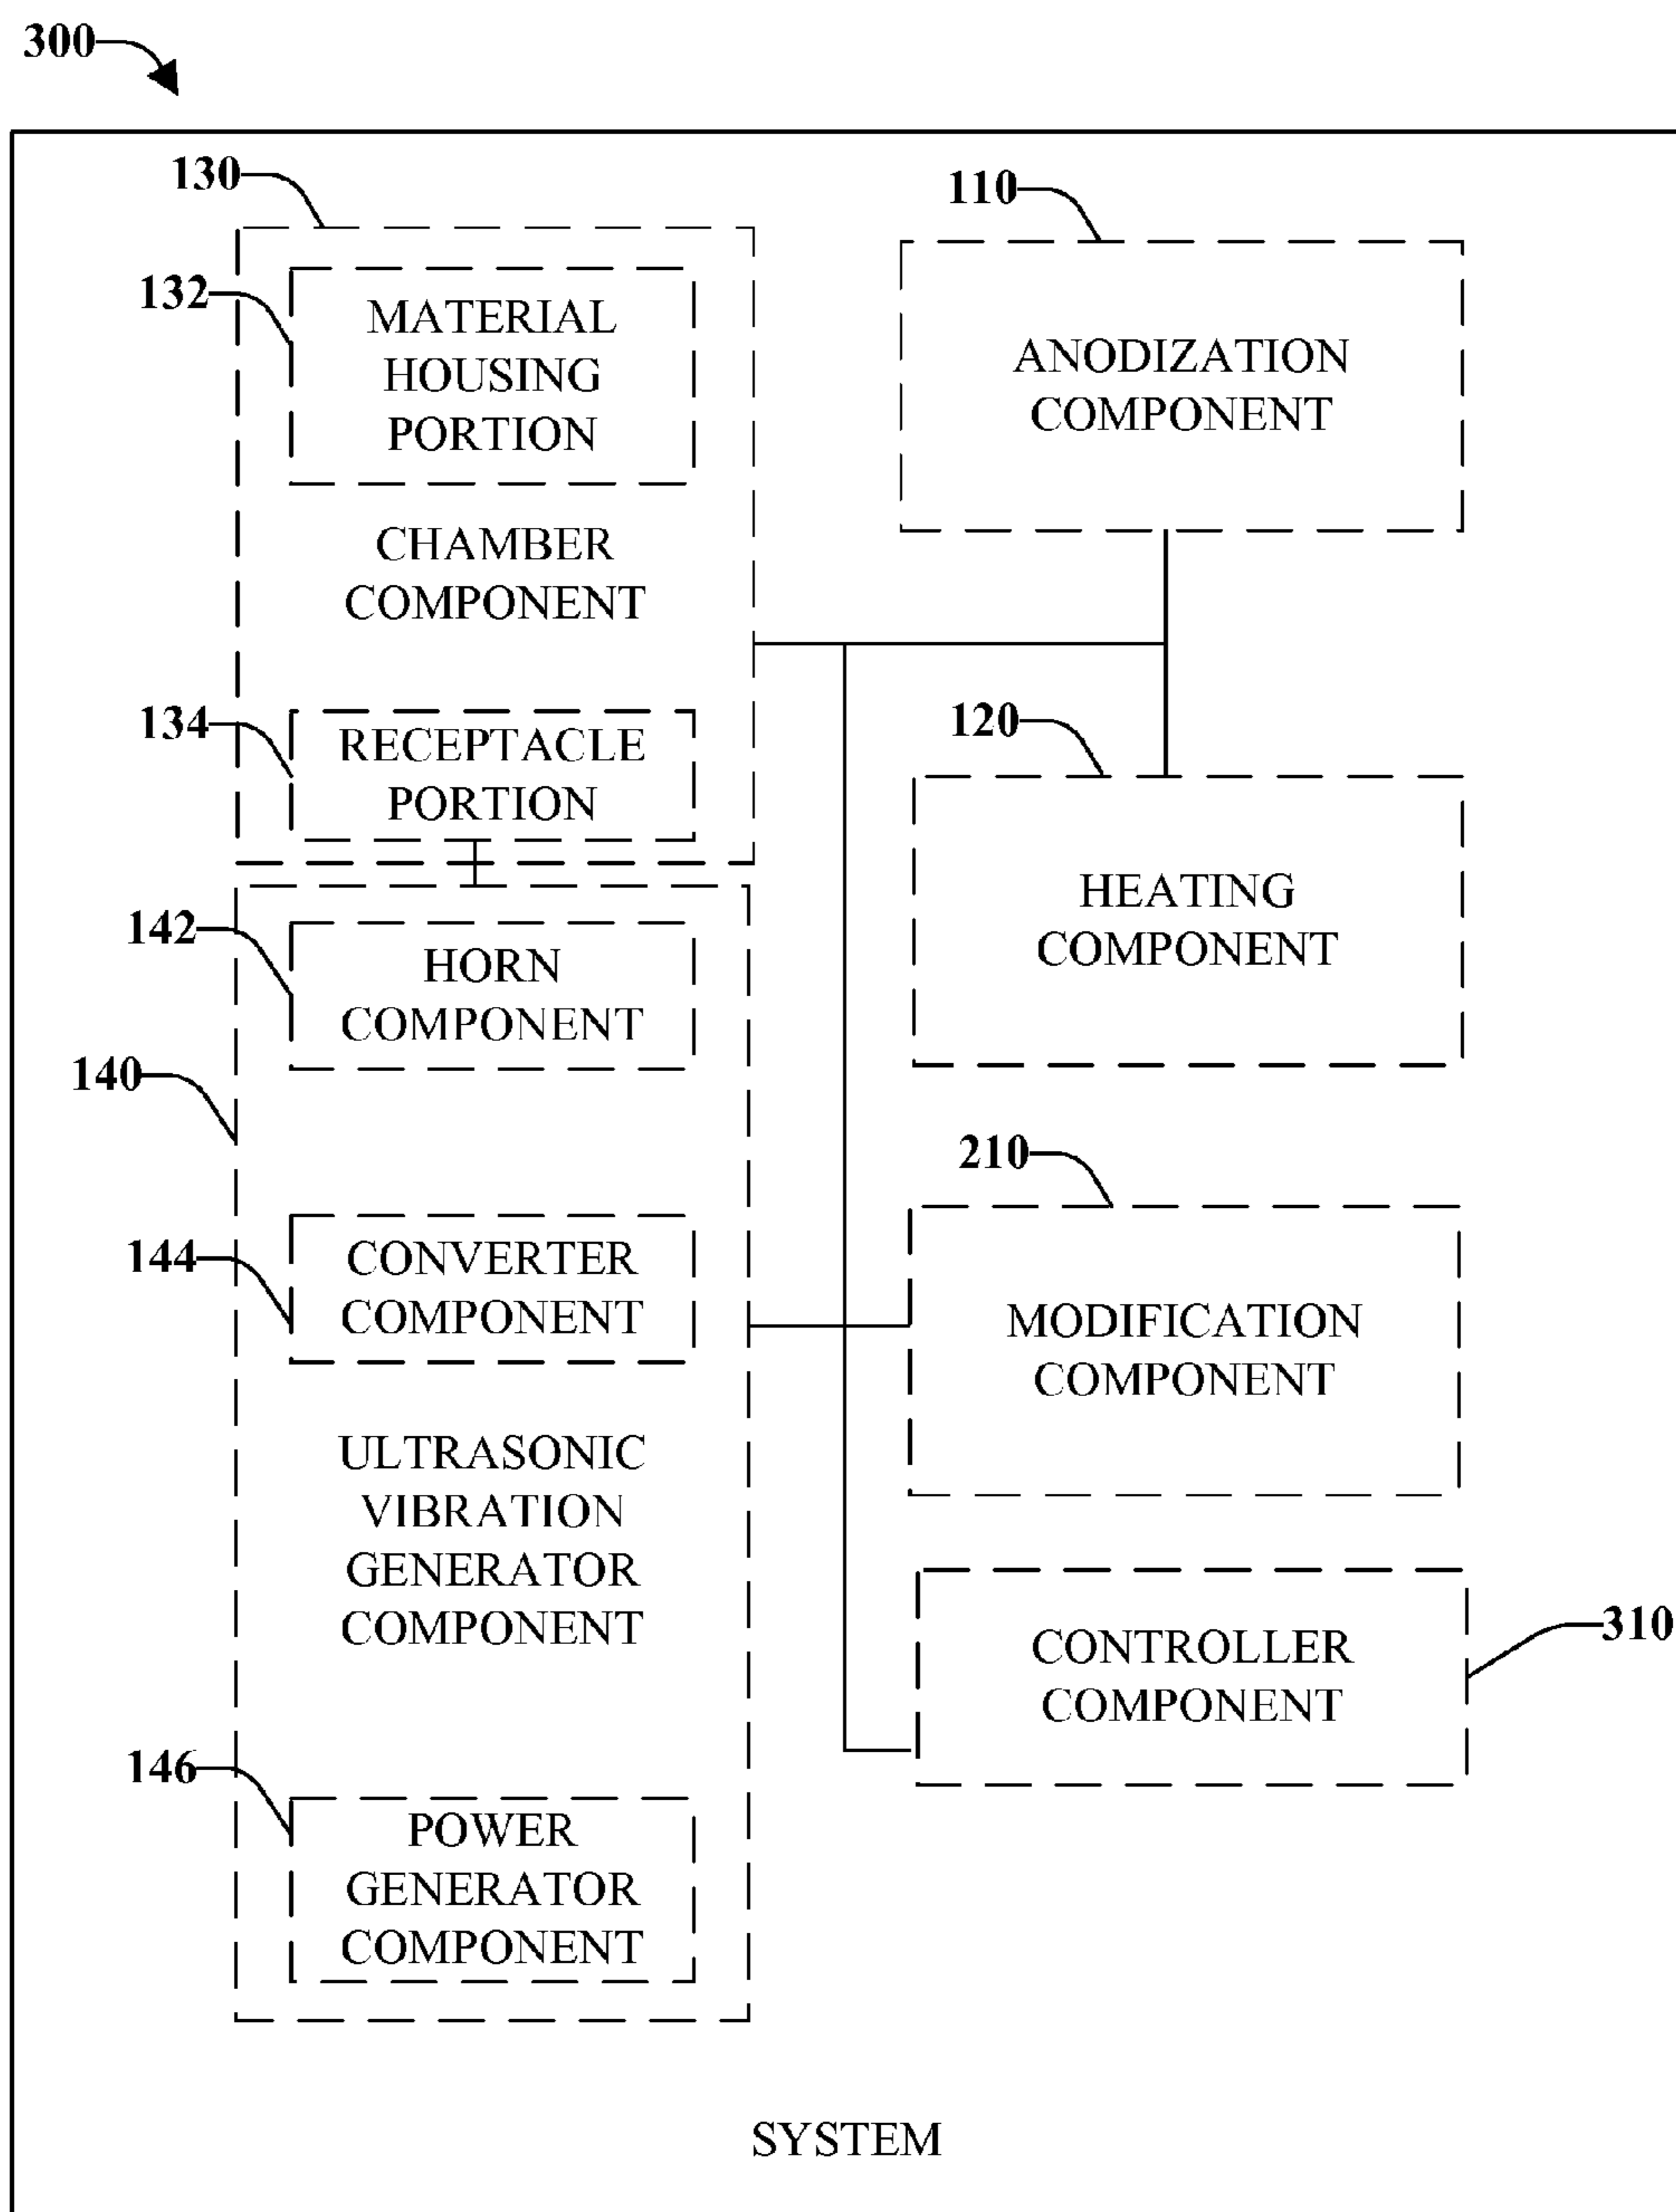 300
130
132
MATERIAL
HOUSING
PORTION
CHAMBER
COMPONENT
134
RECEPTACLE
PORTION
110
ANODIZATION
COMPONENT
120
HEATING
COMPONENT
142
HORN
COMPONENT
140
144
CONVERTER
COMPONENT
ULTRASONIC
VIBRATION
GENERATOR
COMPONENT
146
POWER
GENERATOR
COMPONENT
210
MODIFICATION
COMPONENT
310
CONTROLLER
COMPONENT
SYSTEM